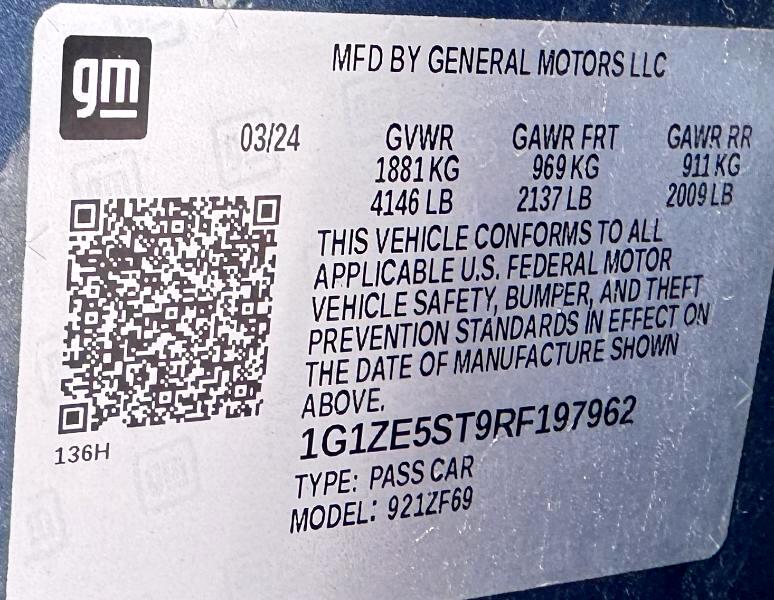 gm
MFD BY GENERAL MOTORS LLC
03/24 GVWR GAWR FRT GAWR RR
1881 KG 969 KG 911 KG
4146 LB 2137 LB 2009 LB
THIS VEHICLE CONFORMS TO ALL
APPLICABLE U.S. FEDERAL MOTOR
VEHICLE SAFETY, BUMPER, AND THEFT
PREVENTION STANDARDS IN EFFECT ON
THE DATE OF MANUFACTURE SHOWN
ABOVE.
136H
1G1ZE5ST9RF197962
TYPE: PASS CAR
MODEL: 921ZF69